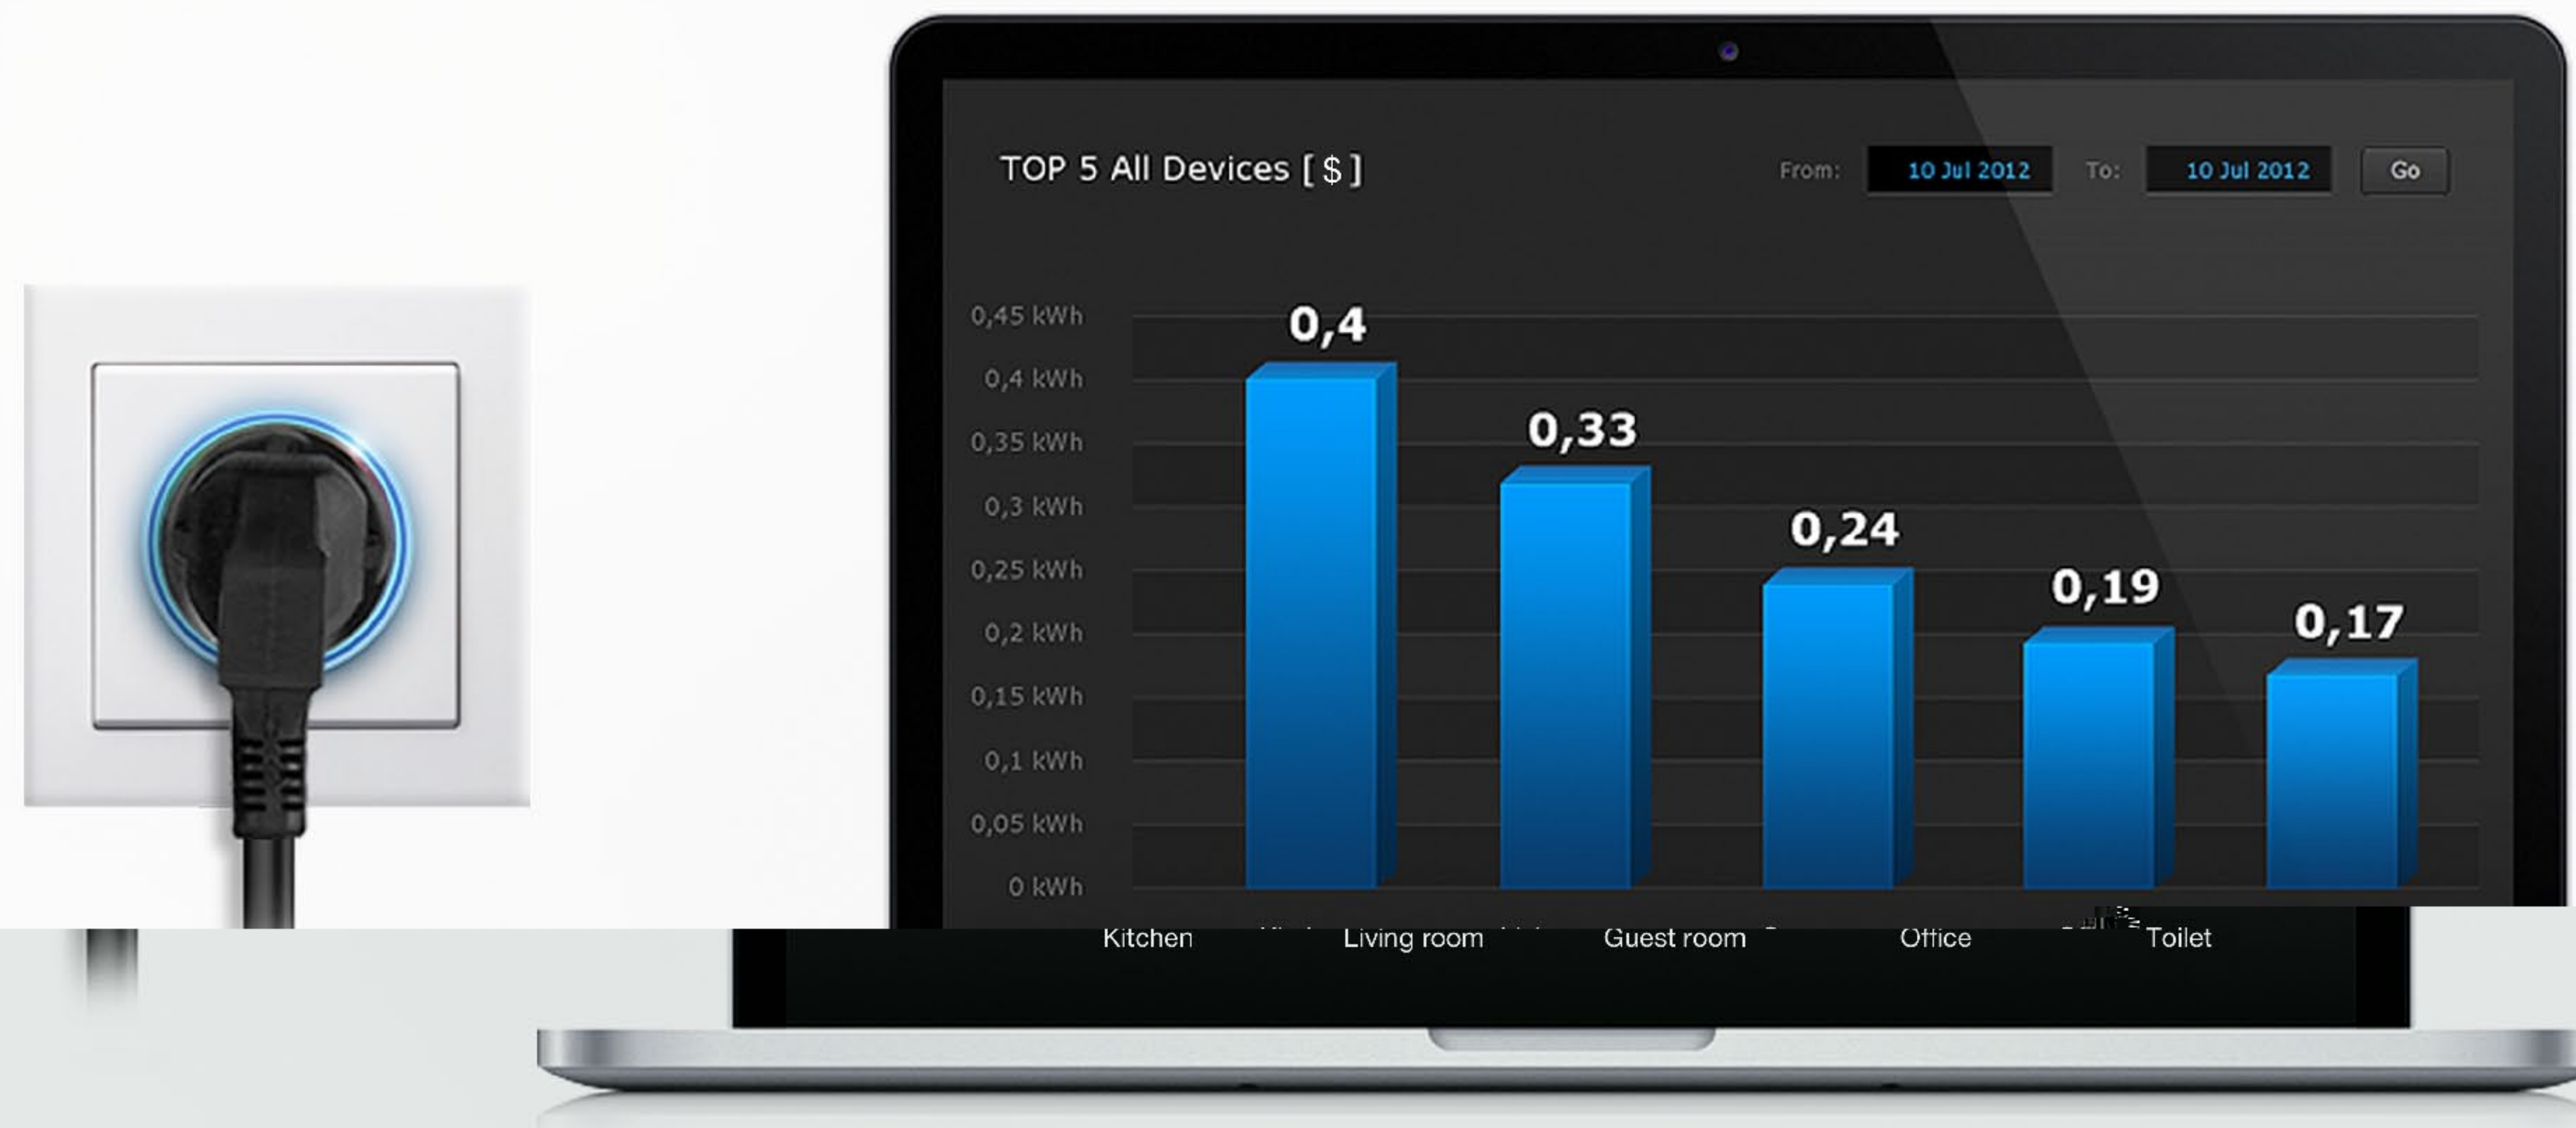 TOP 5 All Devices [ $ ]
From: 10 Jul 2012 To: 10 Jul 2012 Go
0,45 kWh
0,4 kWh
0,35 kWh
0,3 kWh
0,25 kWh
0,2 kWh
0,15 kWh
0,1 kWh
0,05 kWh
0 kWh
0,4
0,33
0,24
0,19
0,17
Kitchen Living room Guest room Office Toilet